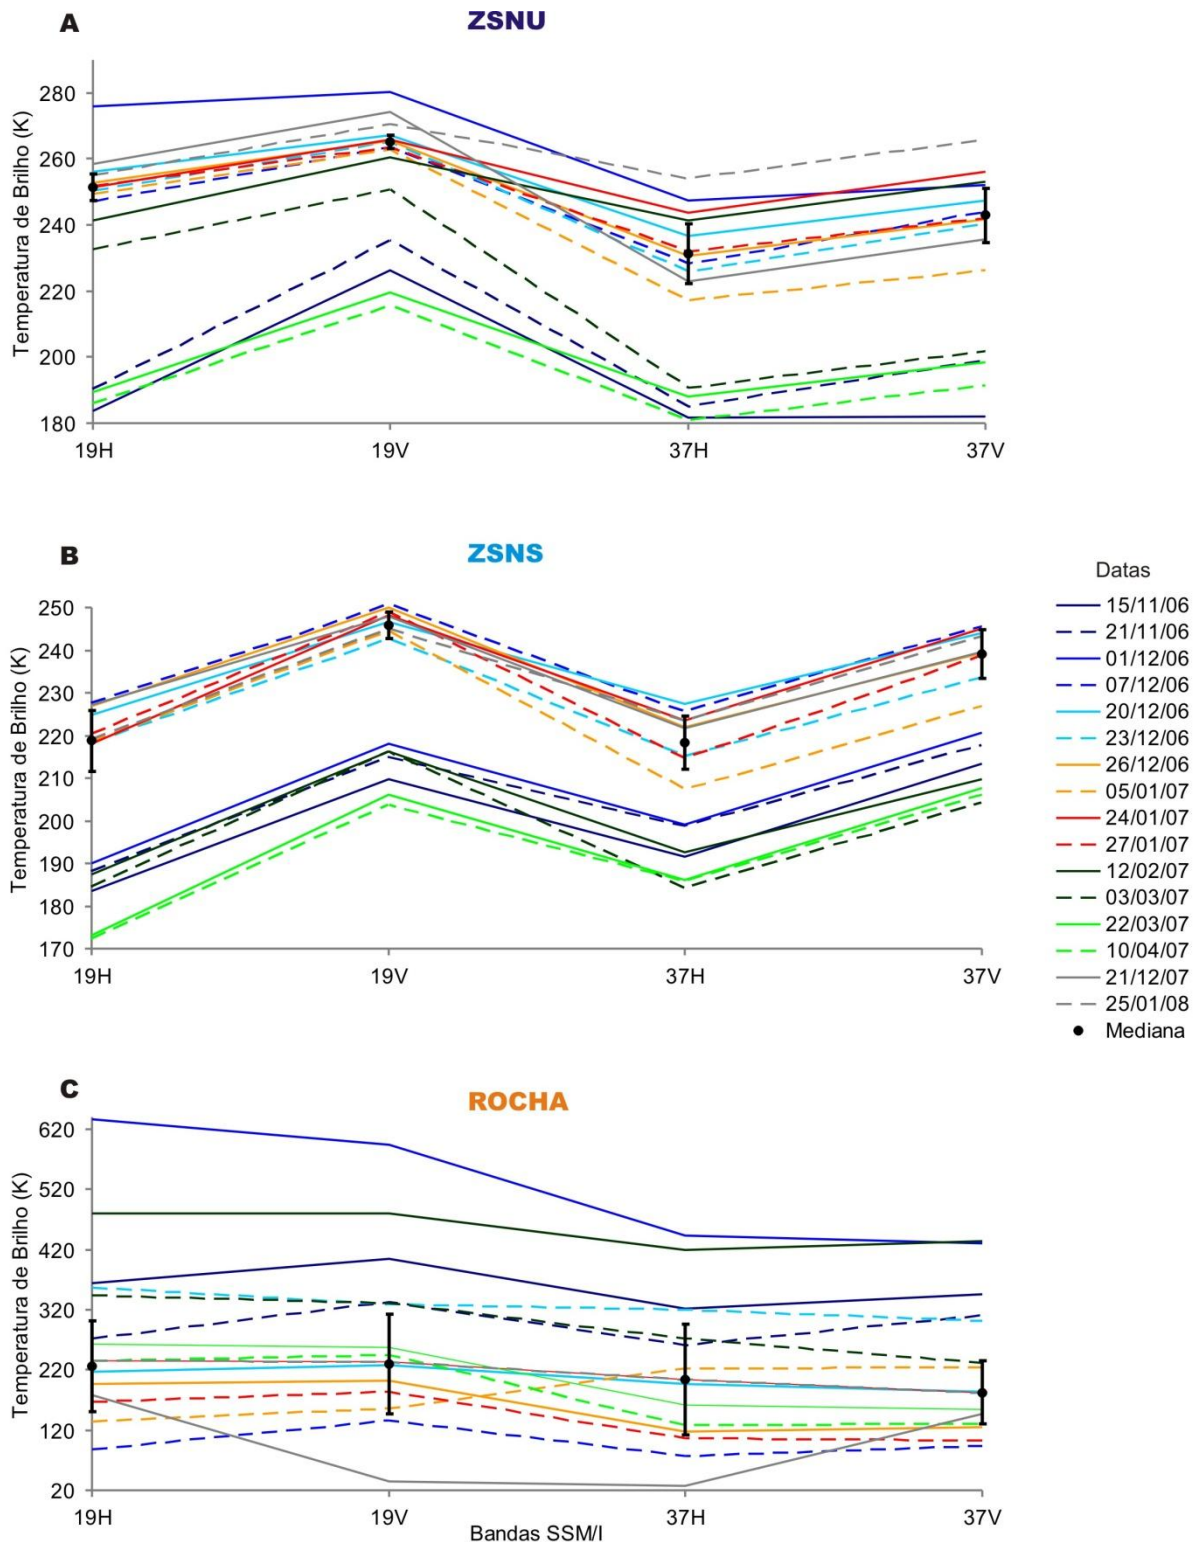 A
ZSNU
Temperatura de Brilho (K)
280
260
240
220
200
180
19H
19V
37H
37V
B
ZSNS
Temperatura de Brilho (K)
250
240
230
220
210
200
190
180
170
19H
19V
37H
37V
Datas
15/11/06
21/11/06
01/12/06
07/12/06
20/12/06
23/12/06
26/12/06
05/01/07
24/01/07
27/01/07
12/02/07
03/03/07
22/03/07
10/04/07
21/12/07
25/01/08
Mediana
C
ROCHA
Temperatura de Brilho (K)
620
520
420
320
220
120
20
19H
19V
37H
37V
Bandas SSM/I